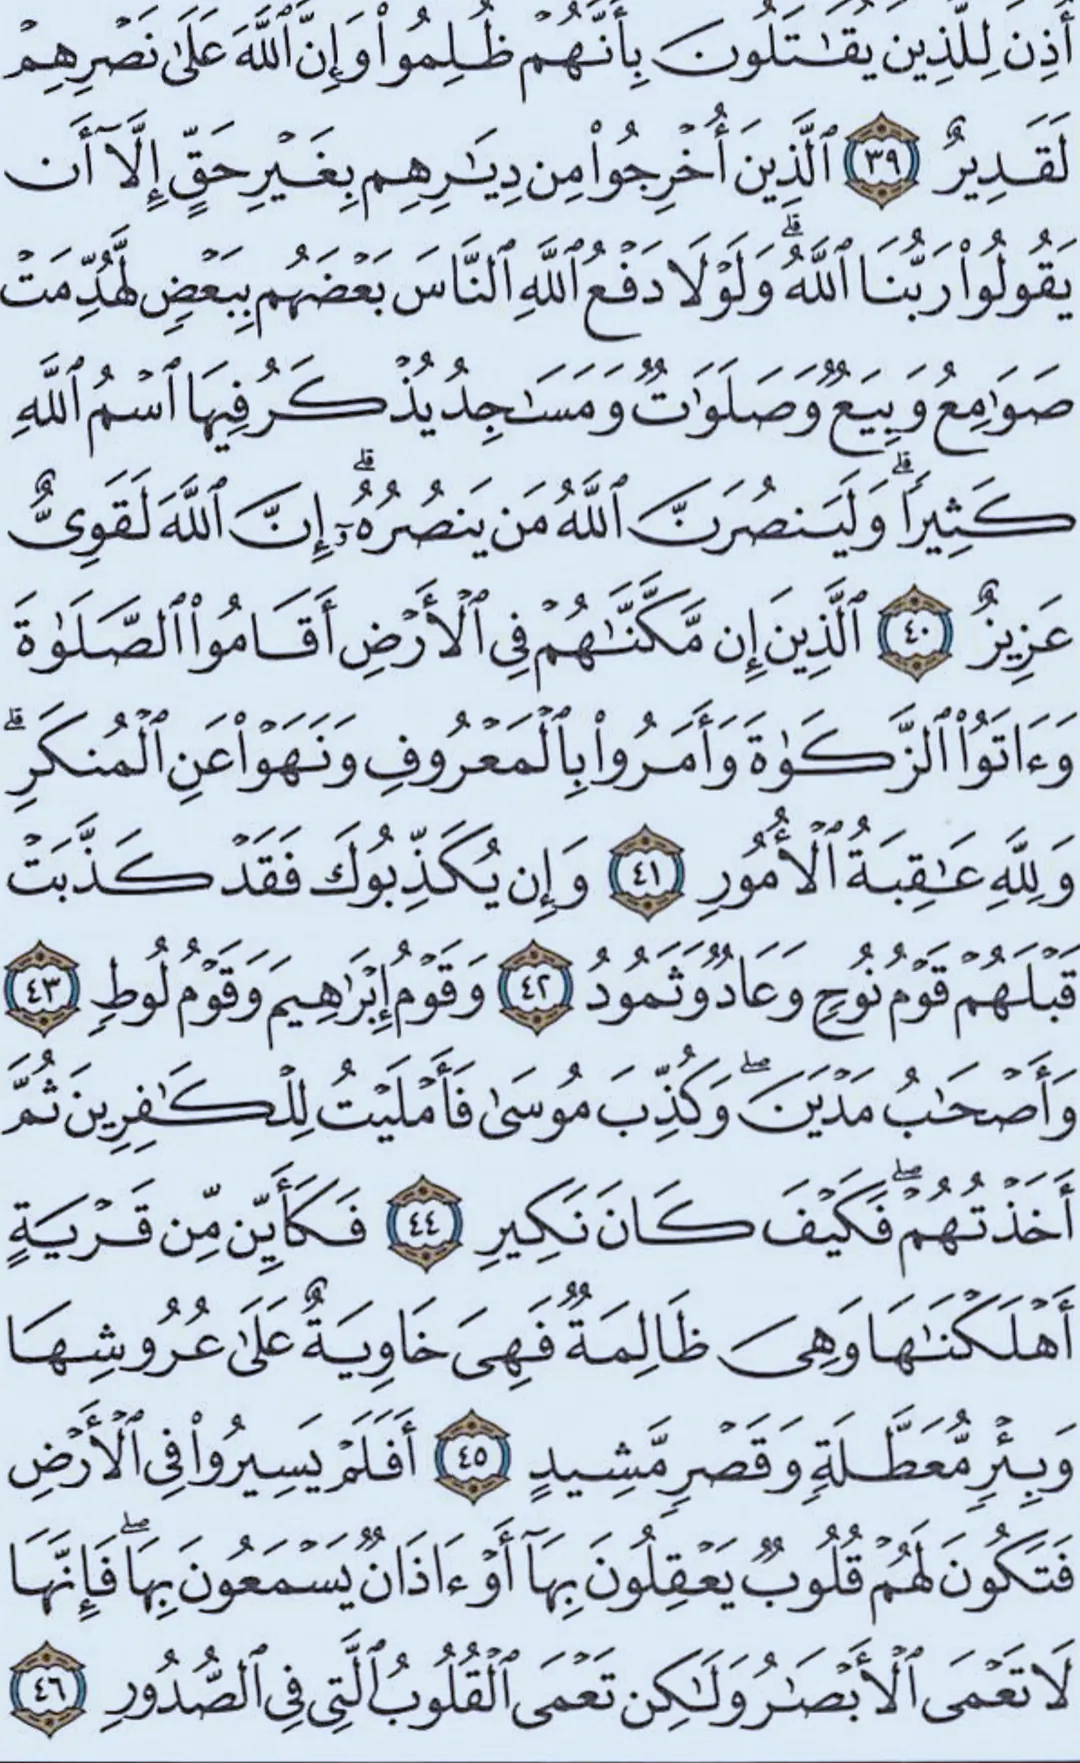 أُذِنَ لِلَّذِينَ يُقَٰتَلُونَ بِأَنَّهُمۡ ظُلِمُواْۚ وَإِنَّ ٱللَّهَ عَلَىٰ نَصۡرِهِمۡ
لَقَدِيرٌ ٣٩ ٱلَّذِينَ أُخۡرِجُواْ مِن دِيَٰرِهِم بِغَيۡرِ حَقٍّ إِلَّآ أَن
يَقُولُواْ رَبُّنَا ٱللَّهُۗ وَلَوۡلَا دَفۡعُ ٱللَّهِ ٱلنَّاسَ بَعۡضَهُم بِبَعۡضٖ لَّهُدِّمَتۡ
صَوَٰمِعُ وَبِيَعٞ وَصَلَوَٰتٞ وَمَسَٰجِدُ يُذۡكَرُ فِيهَا ٱسۡمُ ٱللَّهِ
كَثِيرٗاۗ وَلَيَنصُرَنَّ ٱللَّهُ مَن يَنصُرُهُۥٓۗ إِنَّ ٱللَّهَ لَقَوِيٌّ
عَزِيزٌ ٤٠ ٱلَّذِينَ إِن مَّكَّنَّٰهُمۡ فِي ٱلۡأَرۡضِ أَقَامُواْ ٱلصَّلَوٰةَ
وَءَاتَوُاْ ٱلزَّكَوٰةَ وَأَمَرُواْ بِٱلۡمَعۡرُوفِ وَنَهَوۡاْ عَنِ ٱلۡمُنكَرِۗ
وَلِلَّهِ عَٰقِبَةُ ٱلۡأُمُورِ ٤١ وَإِن يُكَذِّبُوكَ فَقَدۡ كَذَّبَتۡ
قَبۡلَهُمۡ قَوۡمُ نُوحٖ وَعَادٞ وَثَمُودُ ٤٢ وَقَوۡمُ إِبۡرَٰهِيمَ وَقَوۡمُ لُوطٖ ٤٣
وَأَصۡحَٰبُ مَدۡيَنَۖ وَكُذِّبَ مُوسَىٰۖ فَأَمۡلَيۡتُ لِلۡكَٰفِرِينَ ثُمَّ
أَخَذۡتُهُمۡۖ فَكَيۡفَ كَانَ نَكِيرِ ٤٤ فَكَأَيِّن مِّن قَرۡيَةٍ
أَهۡلَكۡنَٰهَا وَهِيَ ظَالِمَةٞ فَهِيَ خَاوِيَةٌ عَلَىٰ عُرُوشِهَا
وَبِئۡرٖ مُّعَطَّلَةٖ وَقَصۡرٖ مَّشِيدٍ ٤٥ أَفَلَمۡ يَسِيرُواْ فِي ٱلۡأَرۡضِ
فَتَكُونَ لَهُمۡ قُلُوبٞ يَعۡقِلُونَ بِهَآ أَوۡ ءَاذَانٞ يَسۡمَعُونَ بِهَاۖ فَإِنَّهَا
لَا تَعۡمَى ٱلۡأَبۡصَٰرُ وَلَٰكِن تَعۡمَى ٱلۡقُلُوبُ ٱلَّتِي فِي ٱلصُّدُورِ ٤٦